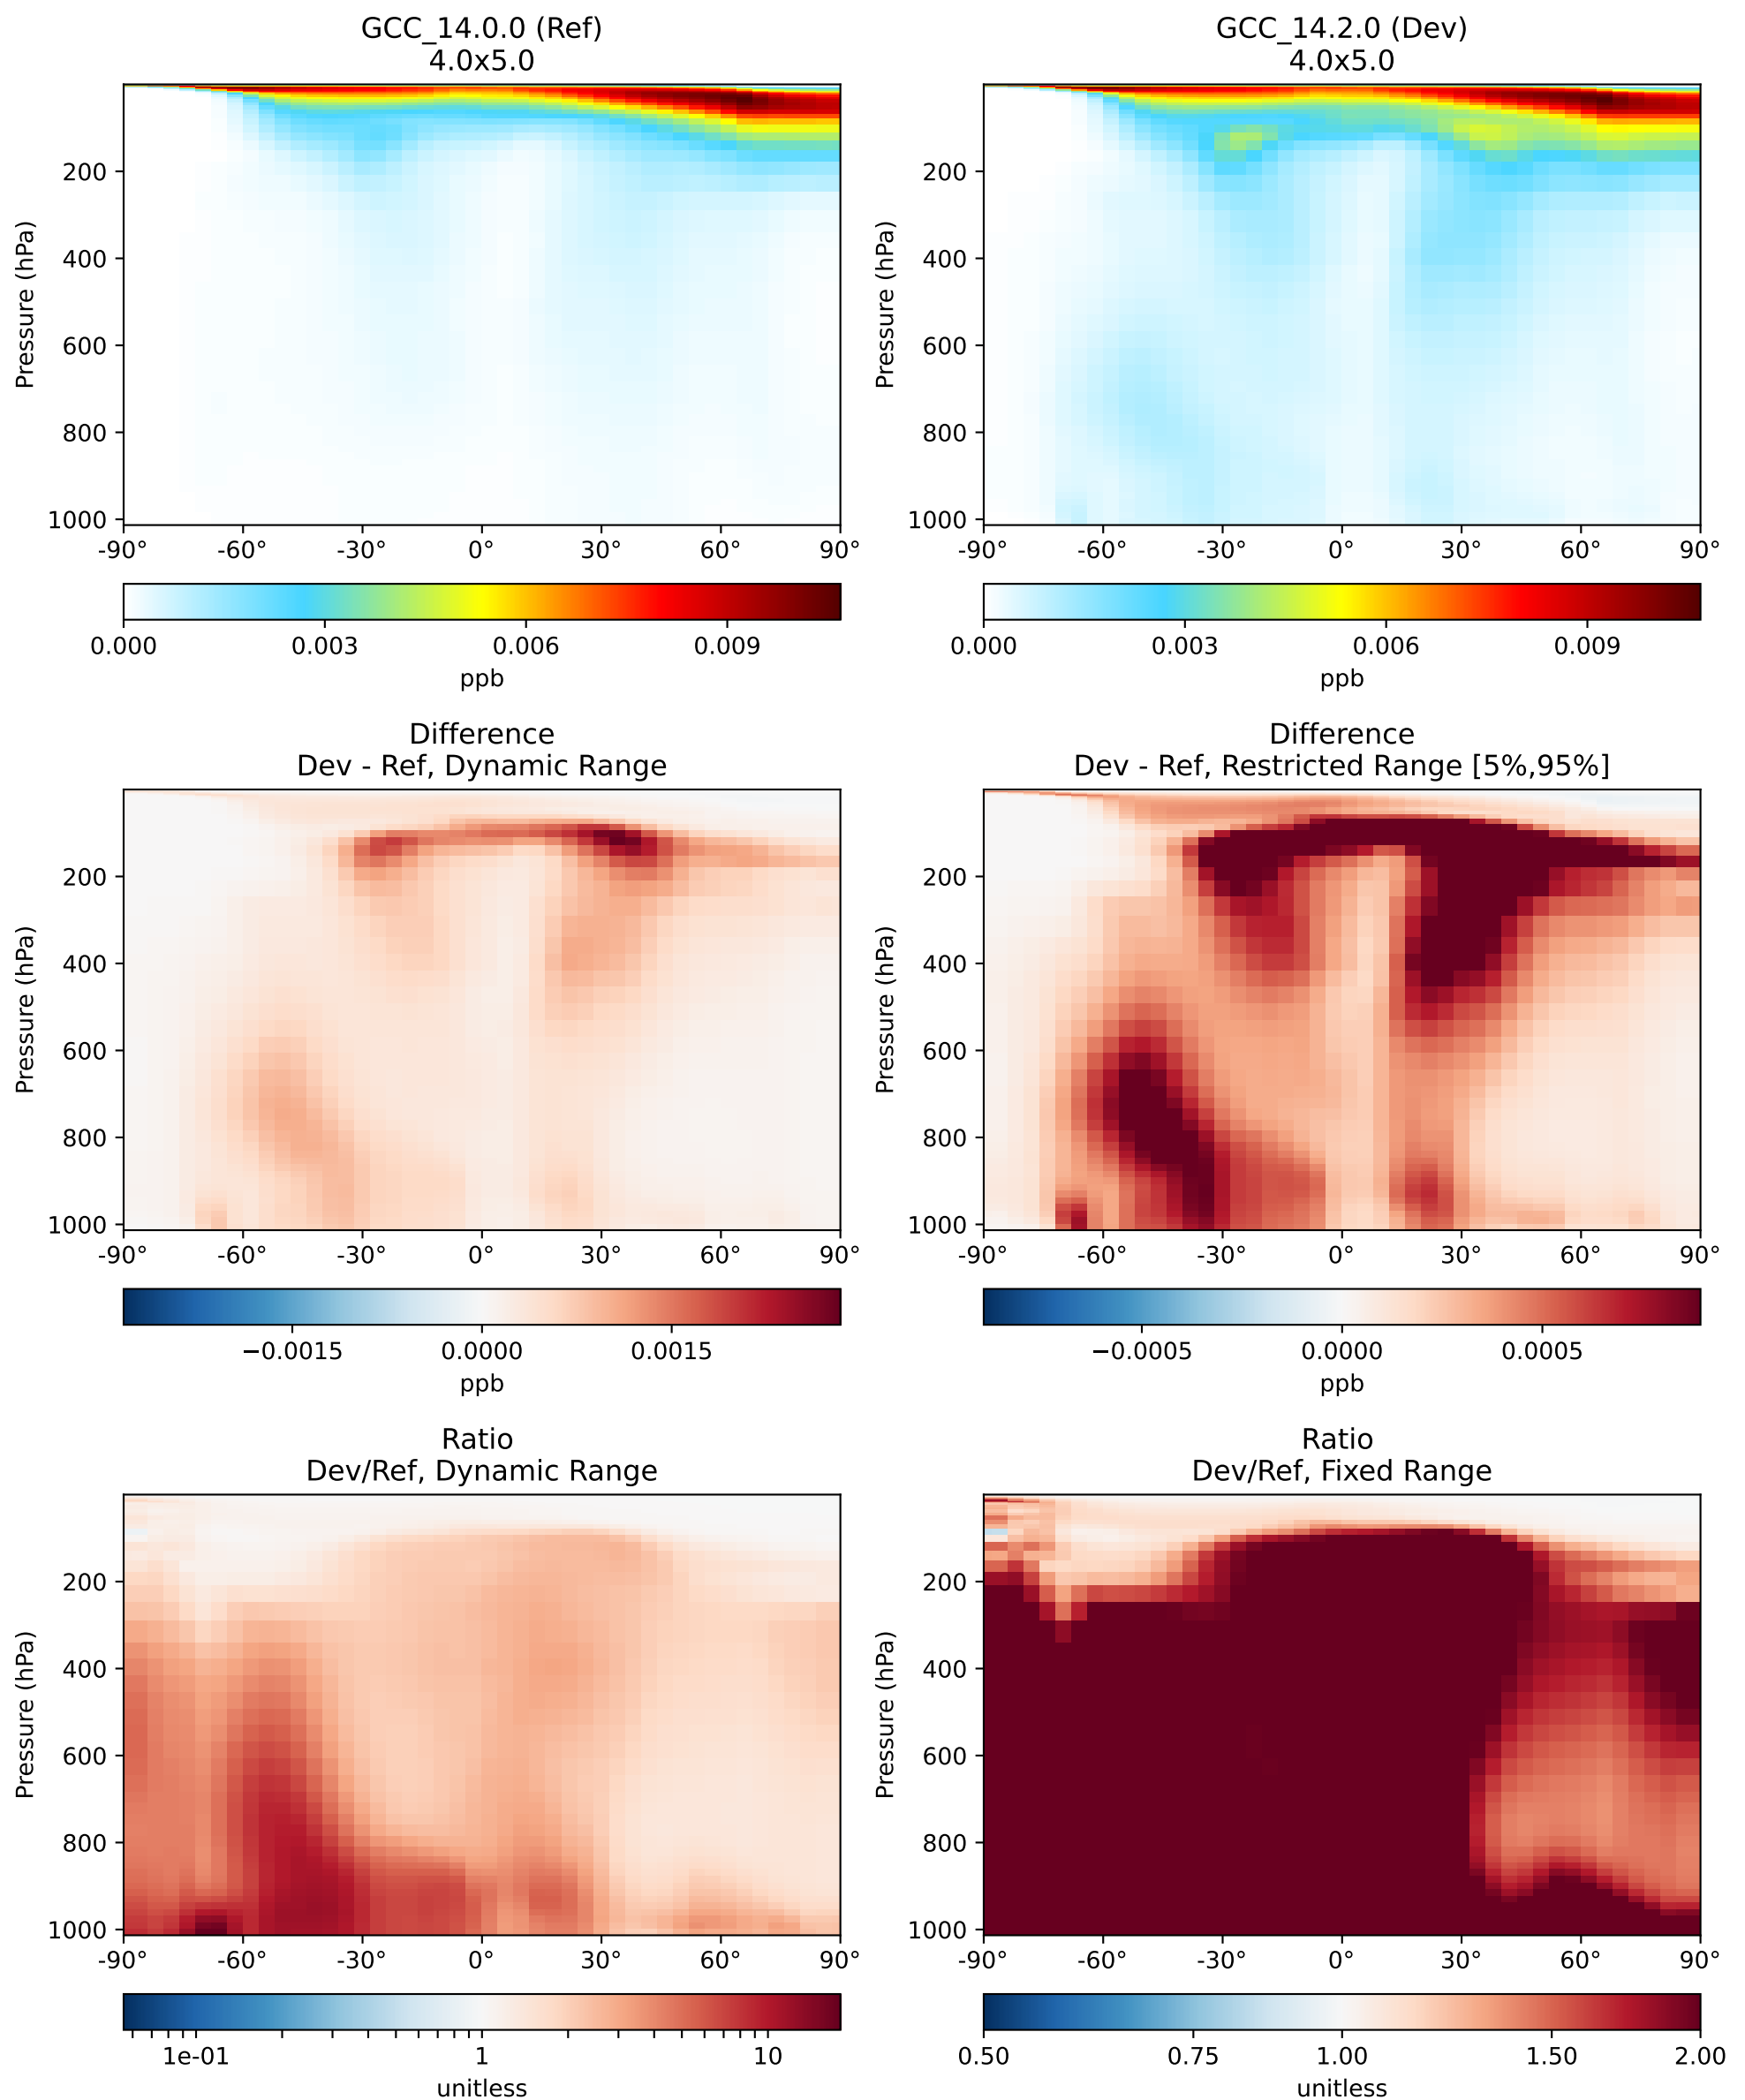 GCC_14.0.0 (Ref)
4.0x5.0
Pressure (hPa)
200
400
600
800
1000
-90° -60° -30° 0° 30° 60° 90°
0.000 0.003 0.006 0.009
ppb
GCC_14.2.0 (Dev)
4.0x5.0
Pressure (hPa)
200
400
600
800
1000
-90° -60° -30° 0° 30° 60° 90°
0.000 0.003 0.006 0.009
ppb
Difference
Dev - Ref, Dynamic Range
Pressure (hPa)
200
400
600
800
1000
-90° -60° -30° 0° 30° 60° 90°
−0.0015 0.0000 0.0015
ppb
Difference
Dev - Ref, Restricted Range [5%,95%]
Pressure (hPa)
200
400
600
800
1000
-90° -60° -30° 0° 30° 60° 90°
−0.0005 0.0000 0.0005
ppb
Ratio
Dev/Ref, Dynamic Range
Pressure (hPa)
200
400
600
800
1000
-90° -60° -30° 0° 30° 60° 90°
1e-01 1 10
unitless
Ratio
Dev/Ref, Fixed Range
Pressure (hPa)
200
400
600
800
1000
-90° -60° -30° 0° 30° 60° 90°
0.50 0.75 1.00 1.50 2.00
unitless